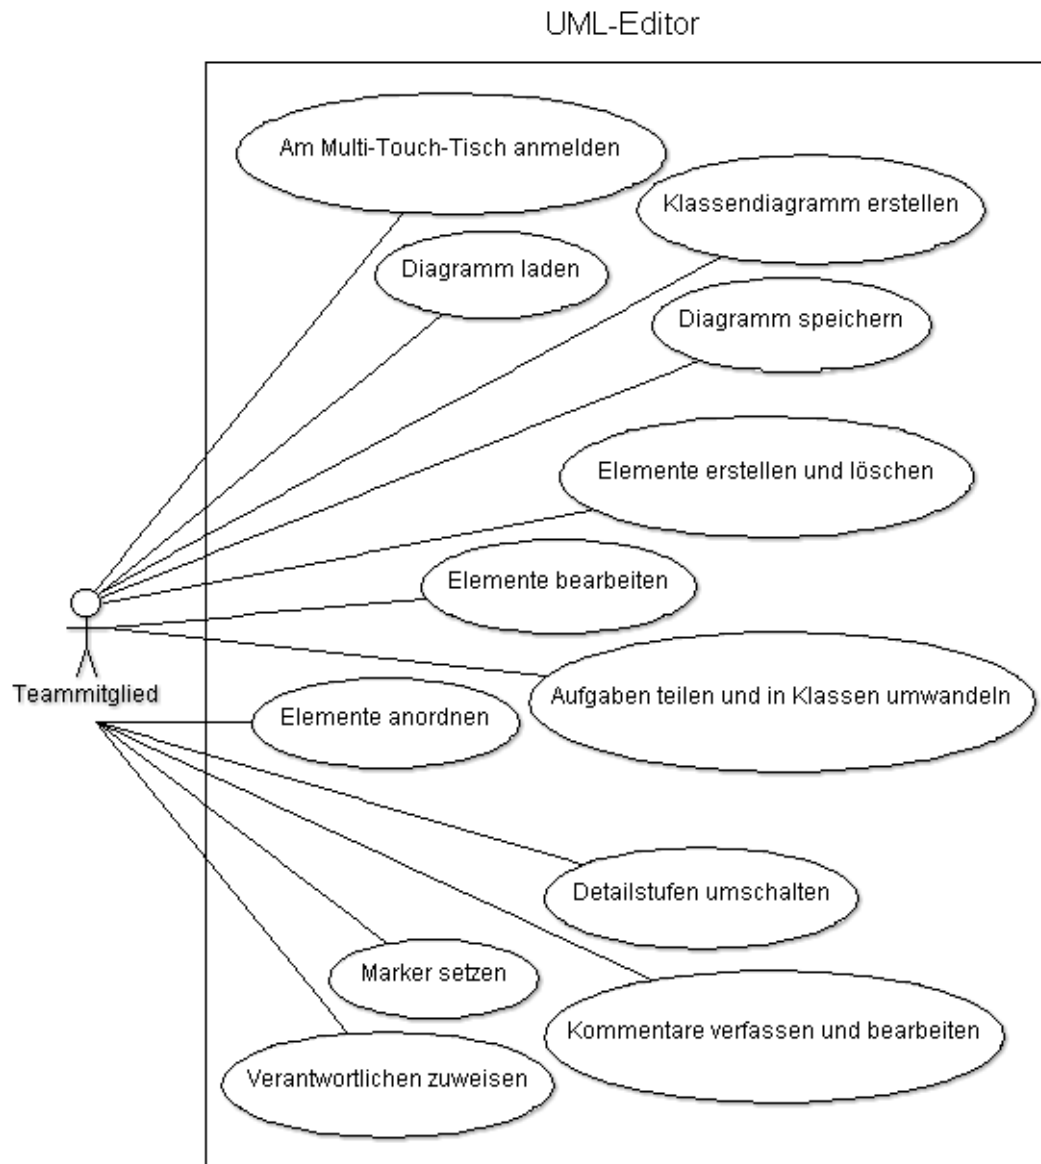 UML-Editor
Am Multi-Touch-Tisch anmelden
Klassendiagramm erstellen
Diagramm laden
Diagramm speichern
Elemente erstellen und löschen
Elemente bearbeiten
Teammitglied
Aufgaben teilen und in Klassen umwandeln
Elemente anordnen
Detailstufen umschalten
Marker setzen
Kommentare verfassen und bearbeiten
Verantwortlichen zuweisen